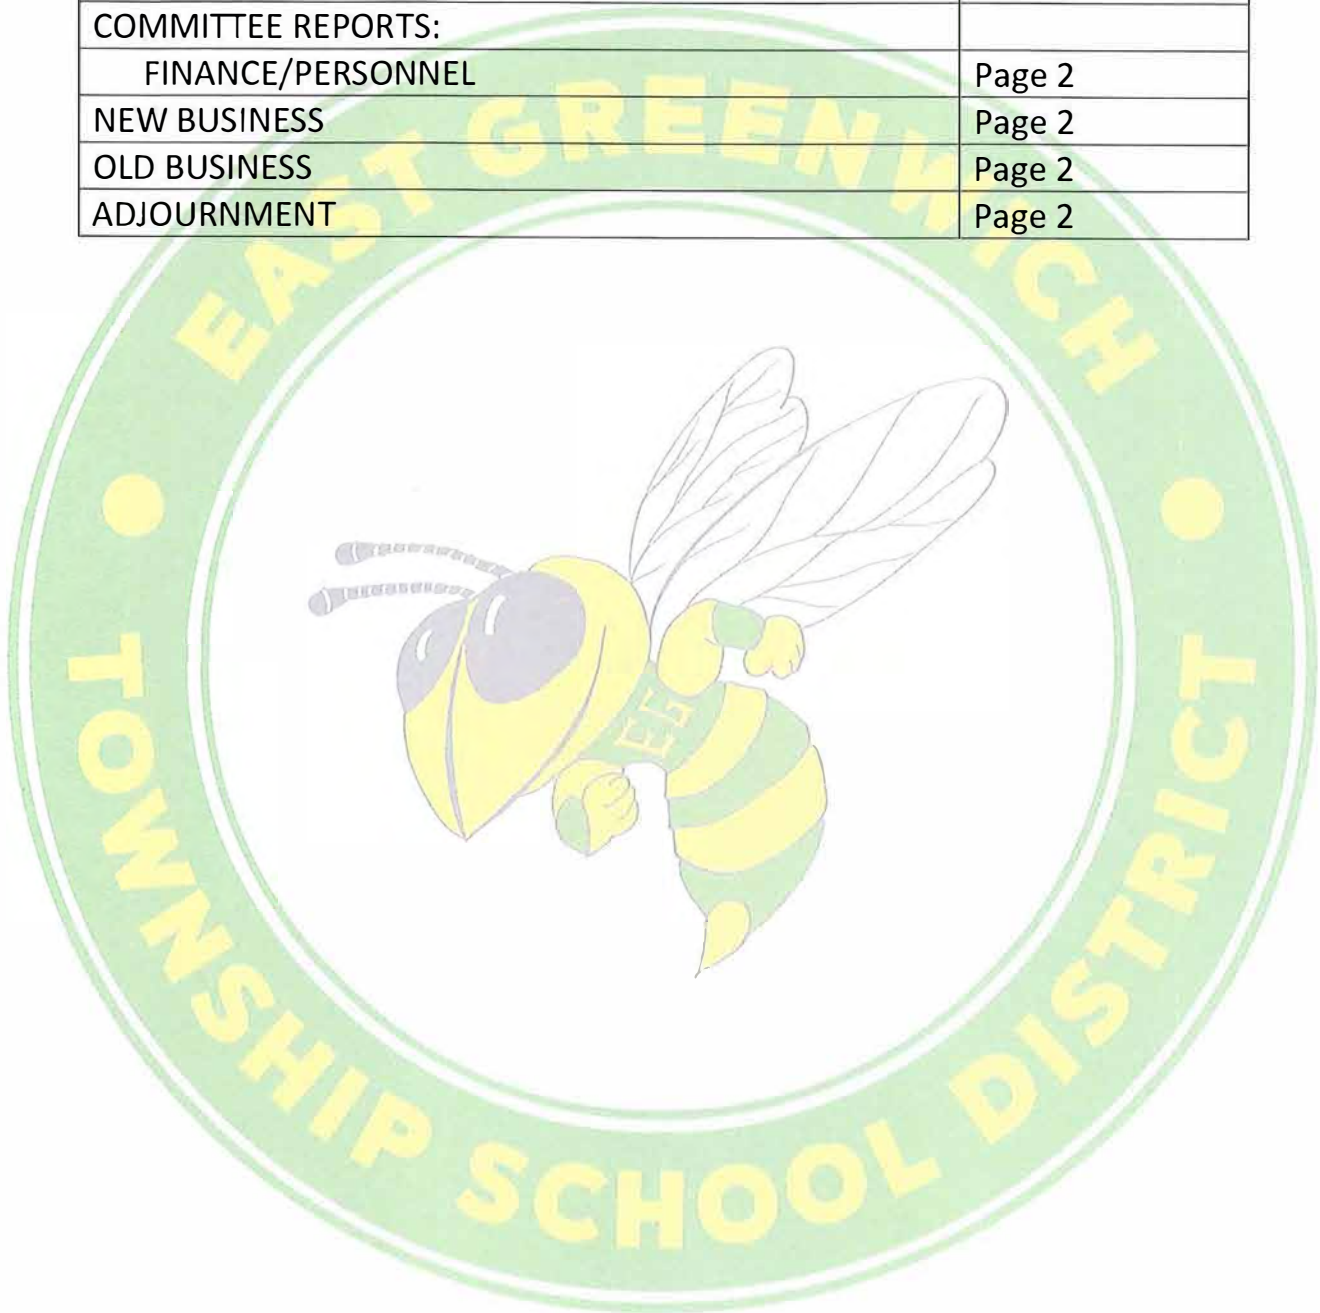 COMMITTEE REPORTS:
FINANCE/PERSONNEL Page 2
NEW BUSINESS Page 2
OLD BUSINESS Page 2
ADJOURNMENT Page 2
EAST GREENWICH
TOWNSHIP SCHOOL DISTRICT
EG